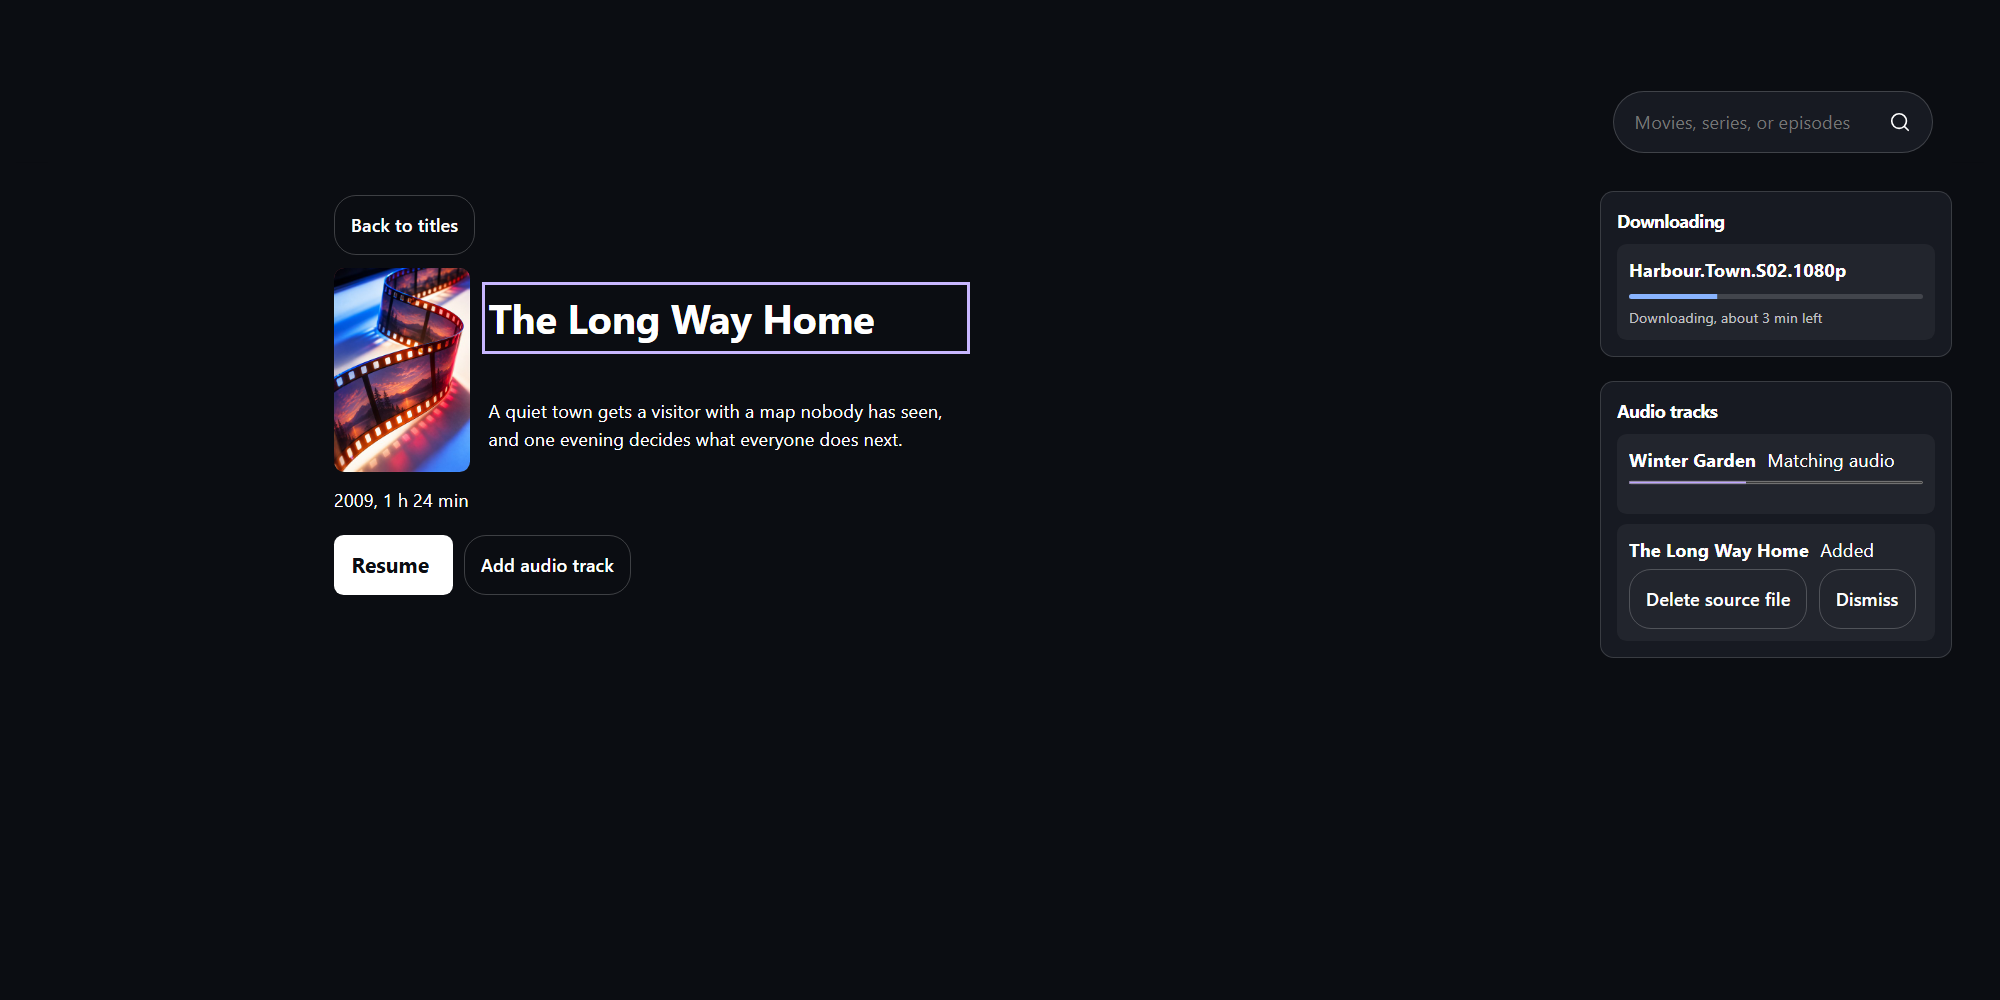 Movies, series, or episodes
Back to titles
The Long Way Home
A quiet town gets a visitor with a map nobody has seen,
and one evening decides what everyone does next.
2009, 1 h 24 min
Resume
Add audio track
Downloading
Harbour.Town.S02.1080p
Downloading, about 3 min left
Audio tracks
Winter Garden Matching audio
The Long Way Home Added
Delete source file
Dismiss